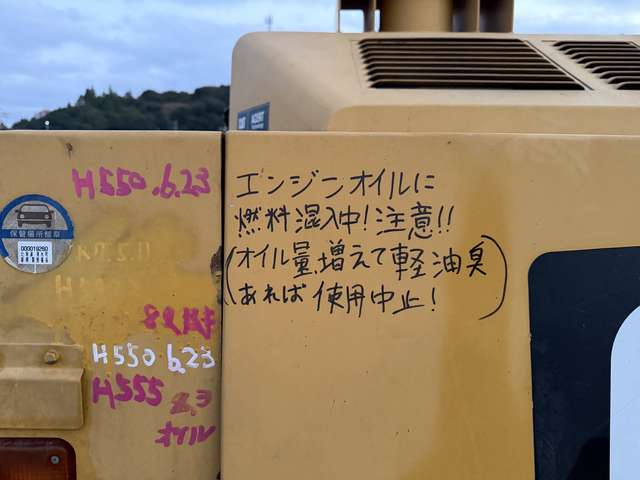 エンジンオイルに
燃料混入中!注意!!
(オイル量増えて軽油臭
あれば使用中止!)
H550.6.23
保管場所標章
000019260
H550 6.23
H555
オイル